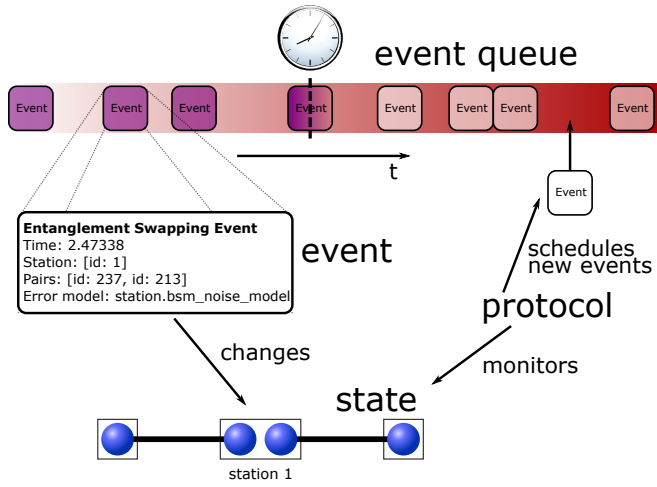 event queue
Event
Event
Event
Event
Event
Event
Event
Event
t
Event
Entanglement Swapping Event
Time: 2.47338
Station: [id: 1]
Pairs: [id: 237, id: 213]
Error model: station.bsm_noise_model
event
schedules
new events
protocol
changes
monitors
state
station 1